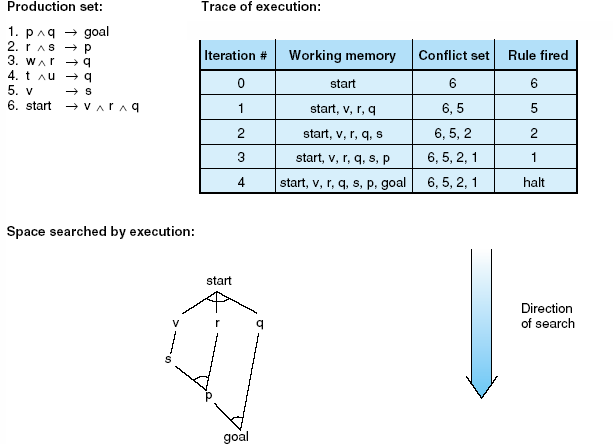 Production set:
1. p ∧ q → goal
2. r ∧ s → p
3. w ∧ r → q
4. t ∧ u → q
5. v → s
6. start → v ∧ r ∧ q
Trace of execution:
Iteration # Working memory Conflict set Rule fired
0 start 6 6
1 start, v, r, q 6, 5 5
2 start, v, r, q, s 6, 5, 2 2
3 start, v, r, q, s, p 6, 5, 2, 1 1
4 start, v, r, q, s, p, goal 6, 5, 2, 1 halt
Space searched by execution:
start
v r q
s
p
goal
Direction
of search